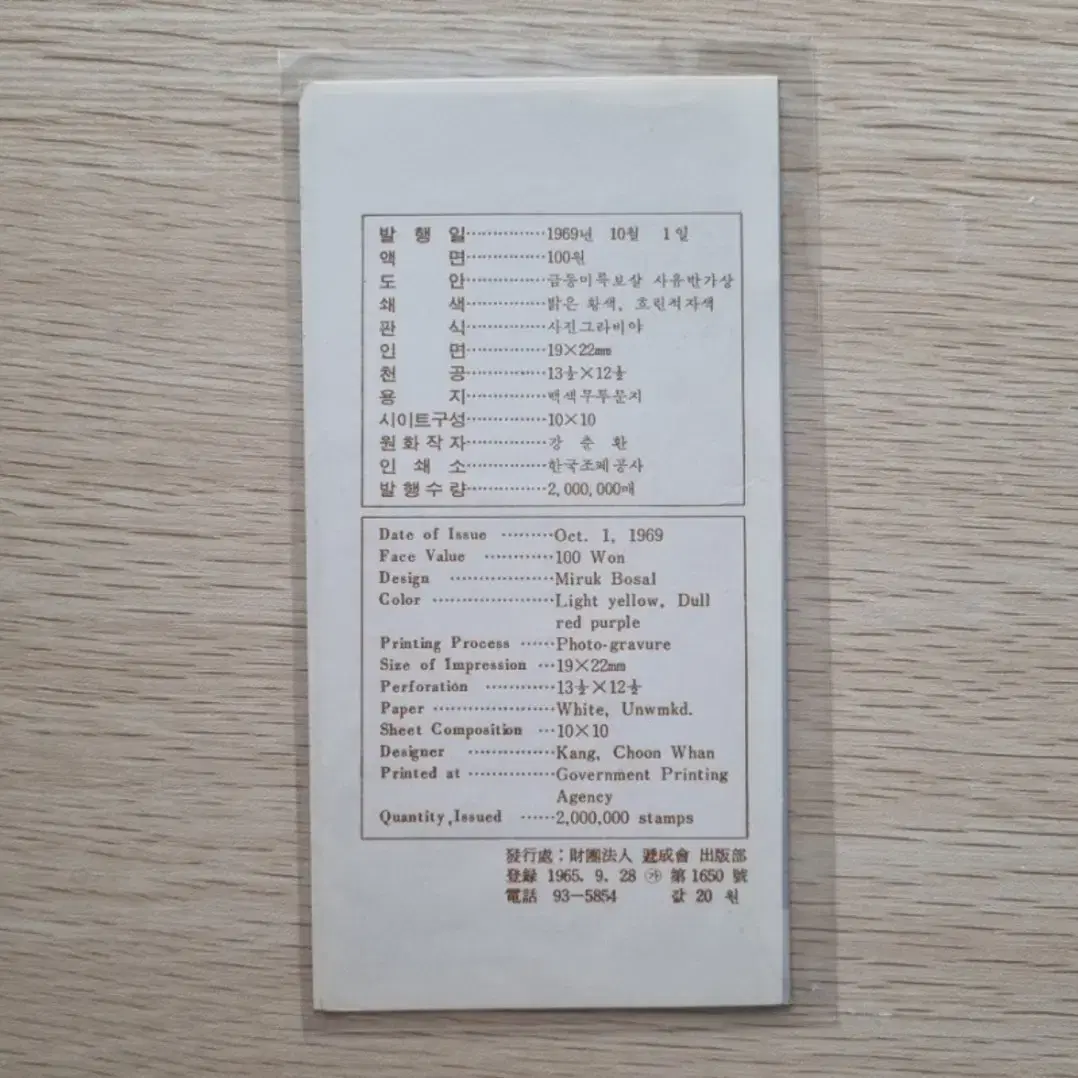 발 행 일···············1969년 10월 1일
액 면···············100원
도 안···············금동미륵보살 사유반가상
쇄 색···············밝은 황색, 흐린적자색
판 식···············사진그라비아
인 면···············19×22㎜
천 공···············13½×12½
용 지···············백색무투문지
시이트구성···············10×10
원화작자···············강 춘 환
인 쇄 소···············한국조폐공사
발행수량···············2,000,000매
Date of Issue ·········Oct. 1, 1969
Face Value ············100 Won
Design ··················Miruk Bosal
Color ·····················Light yellow, Dull
red purple
Printing Process ······Photo-gravure
Size of Impression ···19×22mm
Perforation ············13½×12½
Paper ·····················White, Unwmkd.
Sheet Composition ···10×10
Designer ···············Kang, Choon Whan
Printed at ···············Government Printing
Agency
Quantity,Issued ······2,000,000 stamps
發行處 ; 財團法人 遞成會 出版部
登錄 1965. 9. 28 ㉮ 第1650 號
電話 93—5854 값 20 원